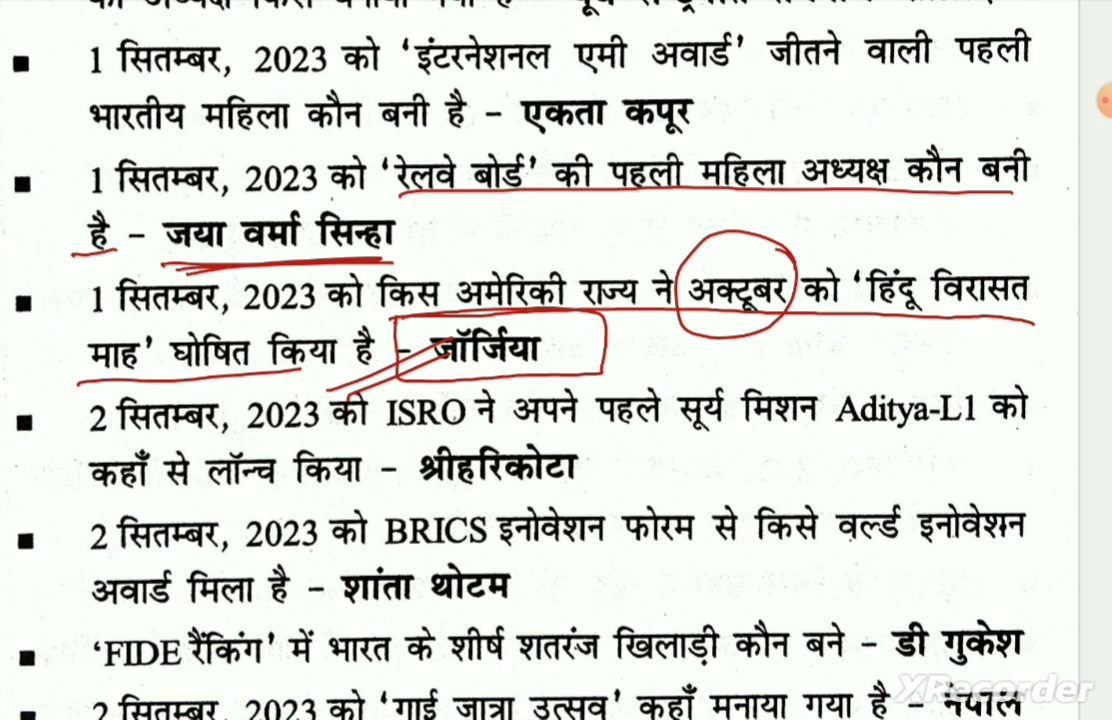 ■ 1 सितम्बर, 2023 को ‘इंटरनेशनल एमी अवार्ड’ जीतने वाली पहली
भारतीय महिला कौन बनी है – एकता कपूर
■ 1 सितम्बर, 2023 को ‘रेलवे बोर्ड’ की पहली महिला अध्यक्ष कौन बनी
है – जया वर्मा सिन्हा
■ 1 सितम्बर, 2023 को किस अमेरिकी राज्य ने अक्टूबर को ‘हिंदू विरासत
माह’ घोषित किया है – जॉर्जिया
■ 2 सितम्बर, 2023 को ISRO ने अपने पहले सूर्य मिशन Aditya-L1 को
कहाँ से लॉन्च किया – श्रीहरिकोटा
■ 2 सितम्बर, 2023 को BRICS इनोवेशन फोरम से किसे वर्ल्ड इनोवेशन
अवार्ड मिला है – शांता थोटम
■ ‘FIDE रैंकिंग’ में भारत के शीर्ष शतरंज खिलाड़ी कौन बने – डी गुकेश
■ 2 सितम्बर, 2023 को ‘गाई जात्रा उत्सव’ कहाँ मनाया गया है – नेपाल
XRecorder